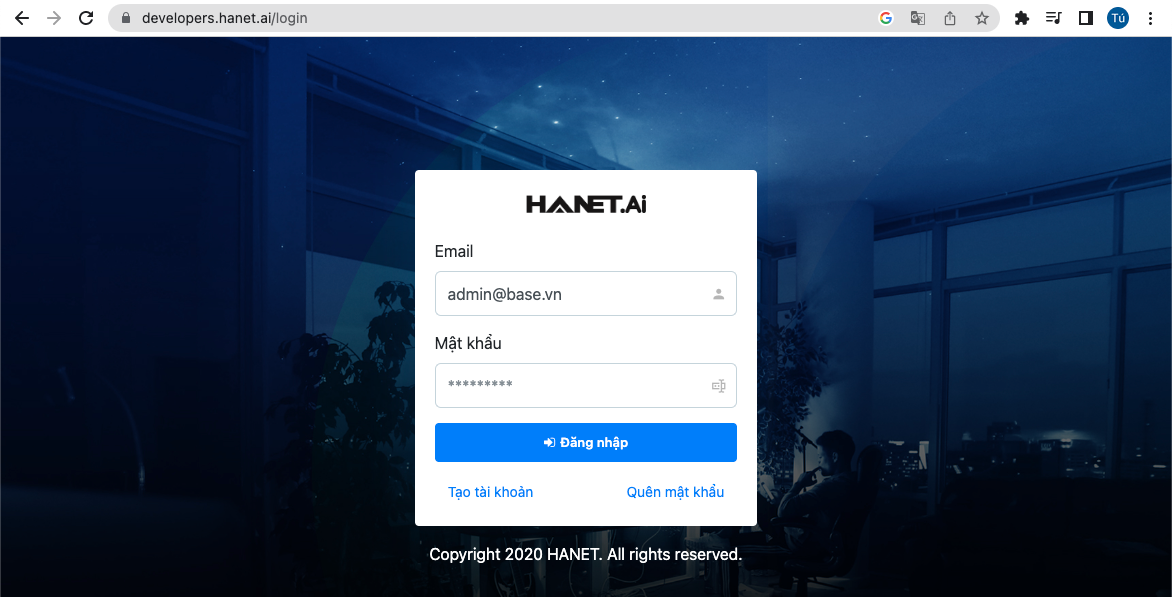 developers.hanet.ai/login
Tú
HANET.Ai
Email
admin@base.vn
Mật khẩu
*********
Đăng nhập
Tạo tài khoản Quên mật khẩu
Copyright 2020 HANET. All rights reserved.